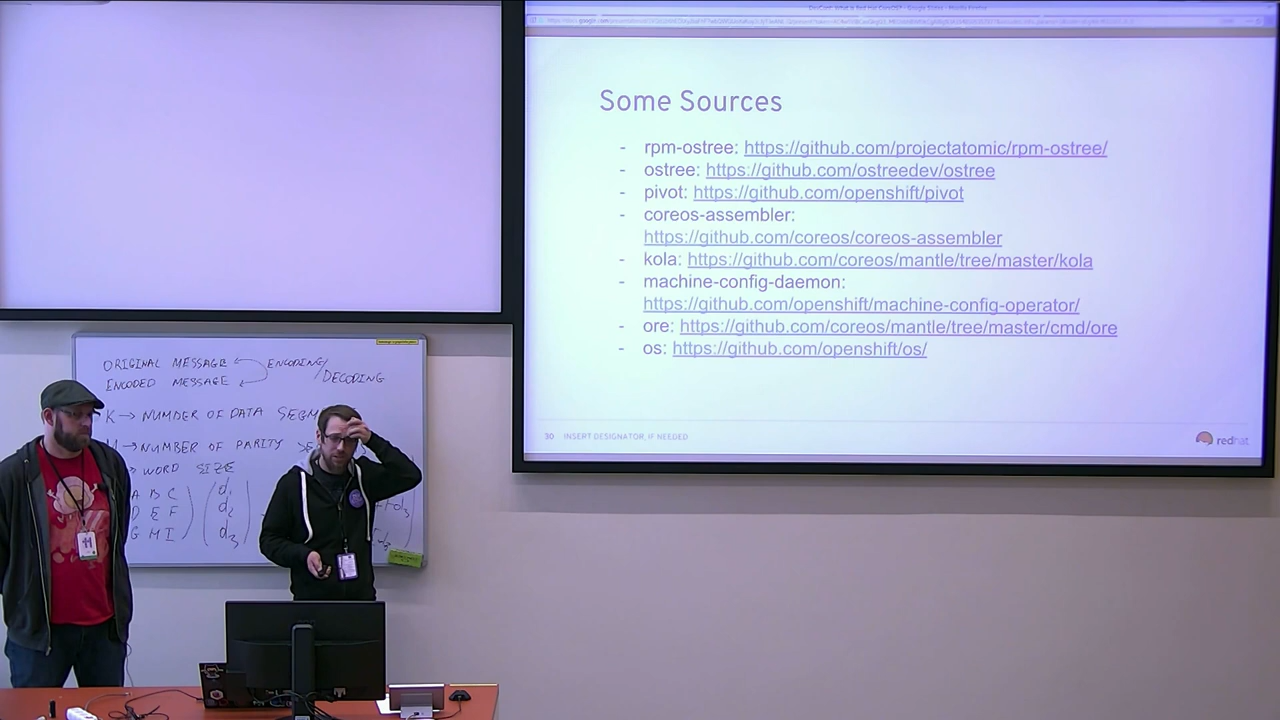 Some Sources
- rpm-ostree: https://github.com/projectatomic/rpm-ostree/
- ostree: https://github.com/ostreedev/ostree
- pivot: https://github.com/openshift/pivot
- coreos-assembler:
https://github.com/coreos/coreos-assembler
- kola: https://github.com/coreos/mantle/tree/master/kola
- machine-config-daemon:
https://github.com/openshift/machine-config-operator/
- ore: https://github.com/coreos/mantle/tree/master/cmd/ore
- os: https://github.com/openshift/os/
30 INSERT DESIGNATOR, IF NEEDED
redhat
ORIGINAL MESSAGE
ENCODING/
ENCODED MESSAGE
DECODING
K → NUMBER OF DATA SEGM
→ NUMBER OF PARITY
WORD SIZE
A B C
D E F
G H I
d1
d2
d3